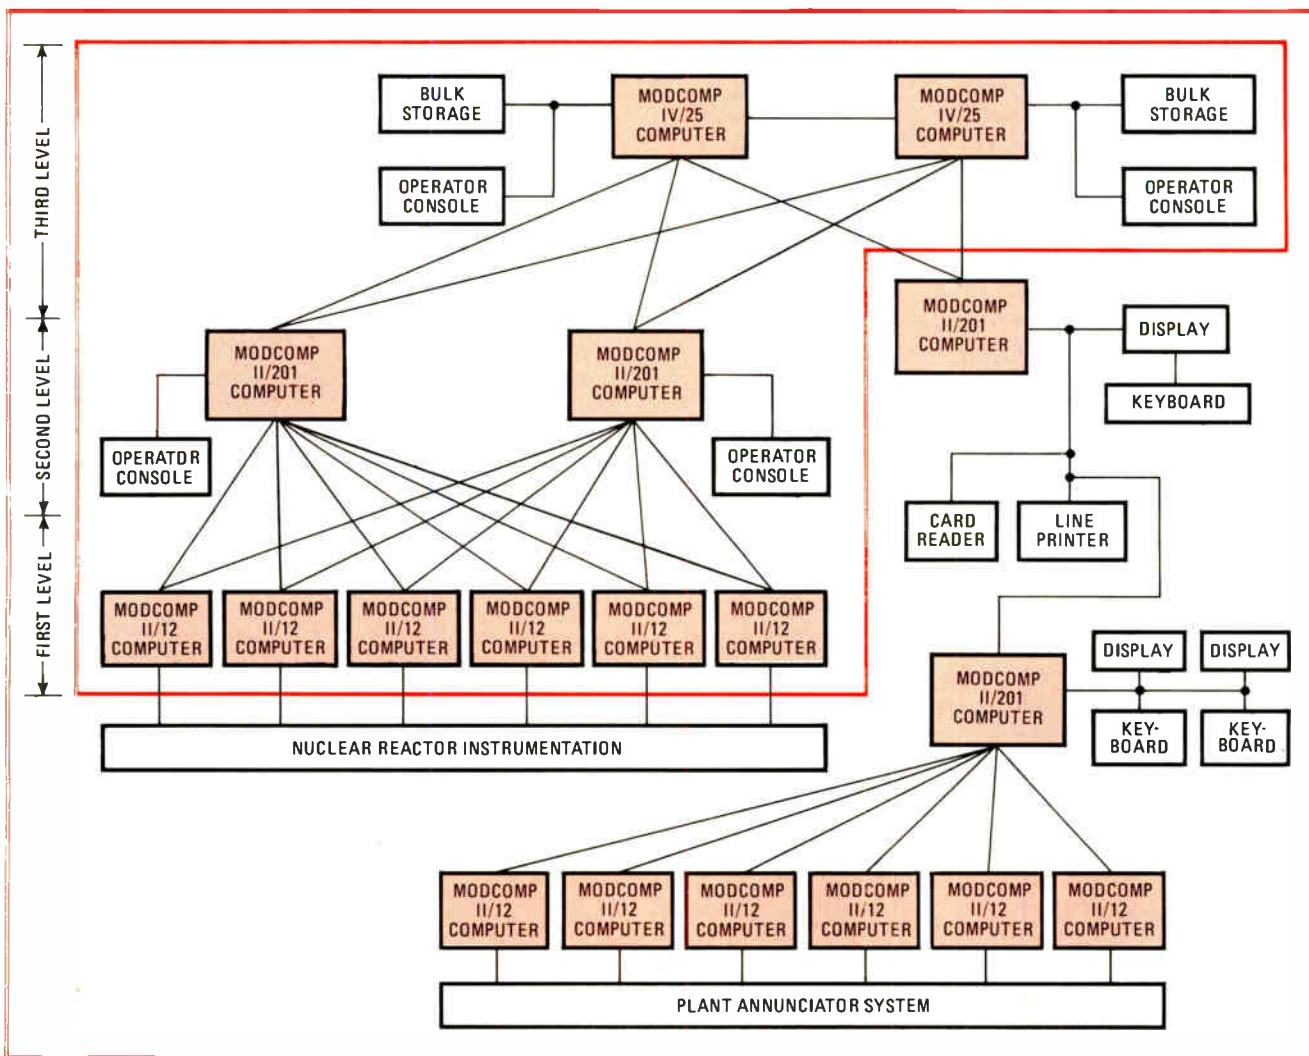 THIRD LEVEL
SECOND LEVEL
FIRST LEVEL
BULK
STORAGE
OPERATOR
CONSOLE
MODCOMP
IV/25
COMPUTER
MODCOMP
IV/25
COMPUTER
BULK
STORAGE
OPERATOR
CONSOLE
MODCOMP
II/201
COMPUTER
MODCOMP
II/201
COMPUTER
MODCOMP
II/201
COMPUTER
DISPLAY
KEYBOARD
OPERATOR
CONSOLE
OPERATOR
CONSOLE
CARD
READER
LINE
PRINTER
MODCOMP
II/12
COMPUTER
MODCOMP
II/12
COMPUTER
MODCOMP
II/12
COMPUTER
MODCOMP
II/12
COMPUTER
MODCOMP
II/12
COMPUTER
MODCOMP
II/12
COMPUTER
NUCLEAR REACTOR INSTRUMENTATION
MODCOMP
II/201
COMPUTER
DISPLAY
DISPLAY
KEY-
BOARD
KEY-
BOARD
MODCOMP
II/12
COMPUTER
MODCOMP
II/12
COMPUTER
MODCOMP
II/12
COMPUTER
MODCOMP
II/12
COMPUTER
MODCOMP
II/12
COMPUTER
MODCOMP
II/12
COMPUTER
PLANT ANNUNCIATOR SYSTEM